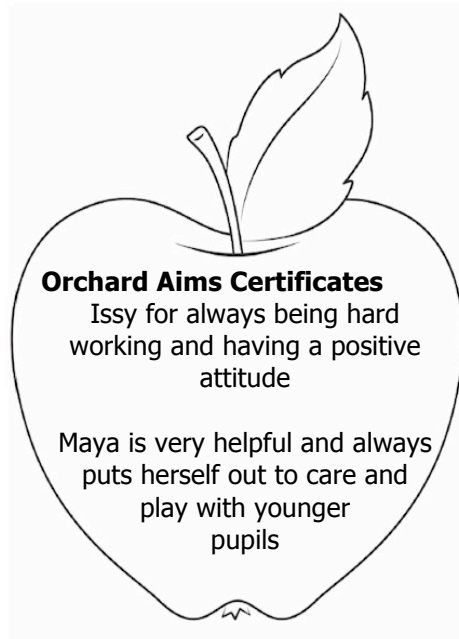 Orchard Aims Certificates
Issy for always being hard
working and having a positive
attitude
Maya is very helpful and always
puts herself out to care and
play with younger
pupils